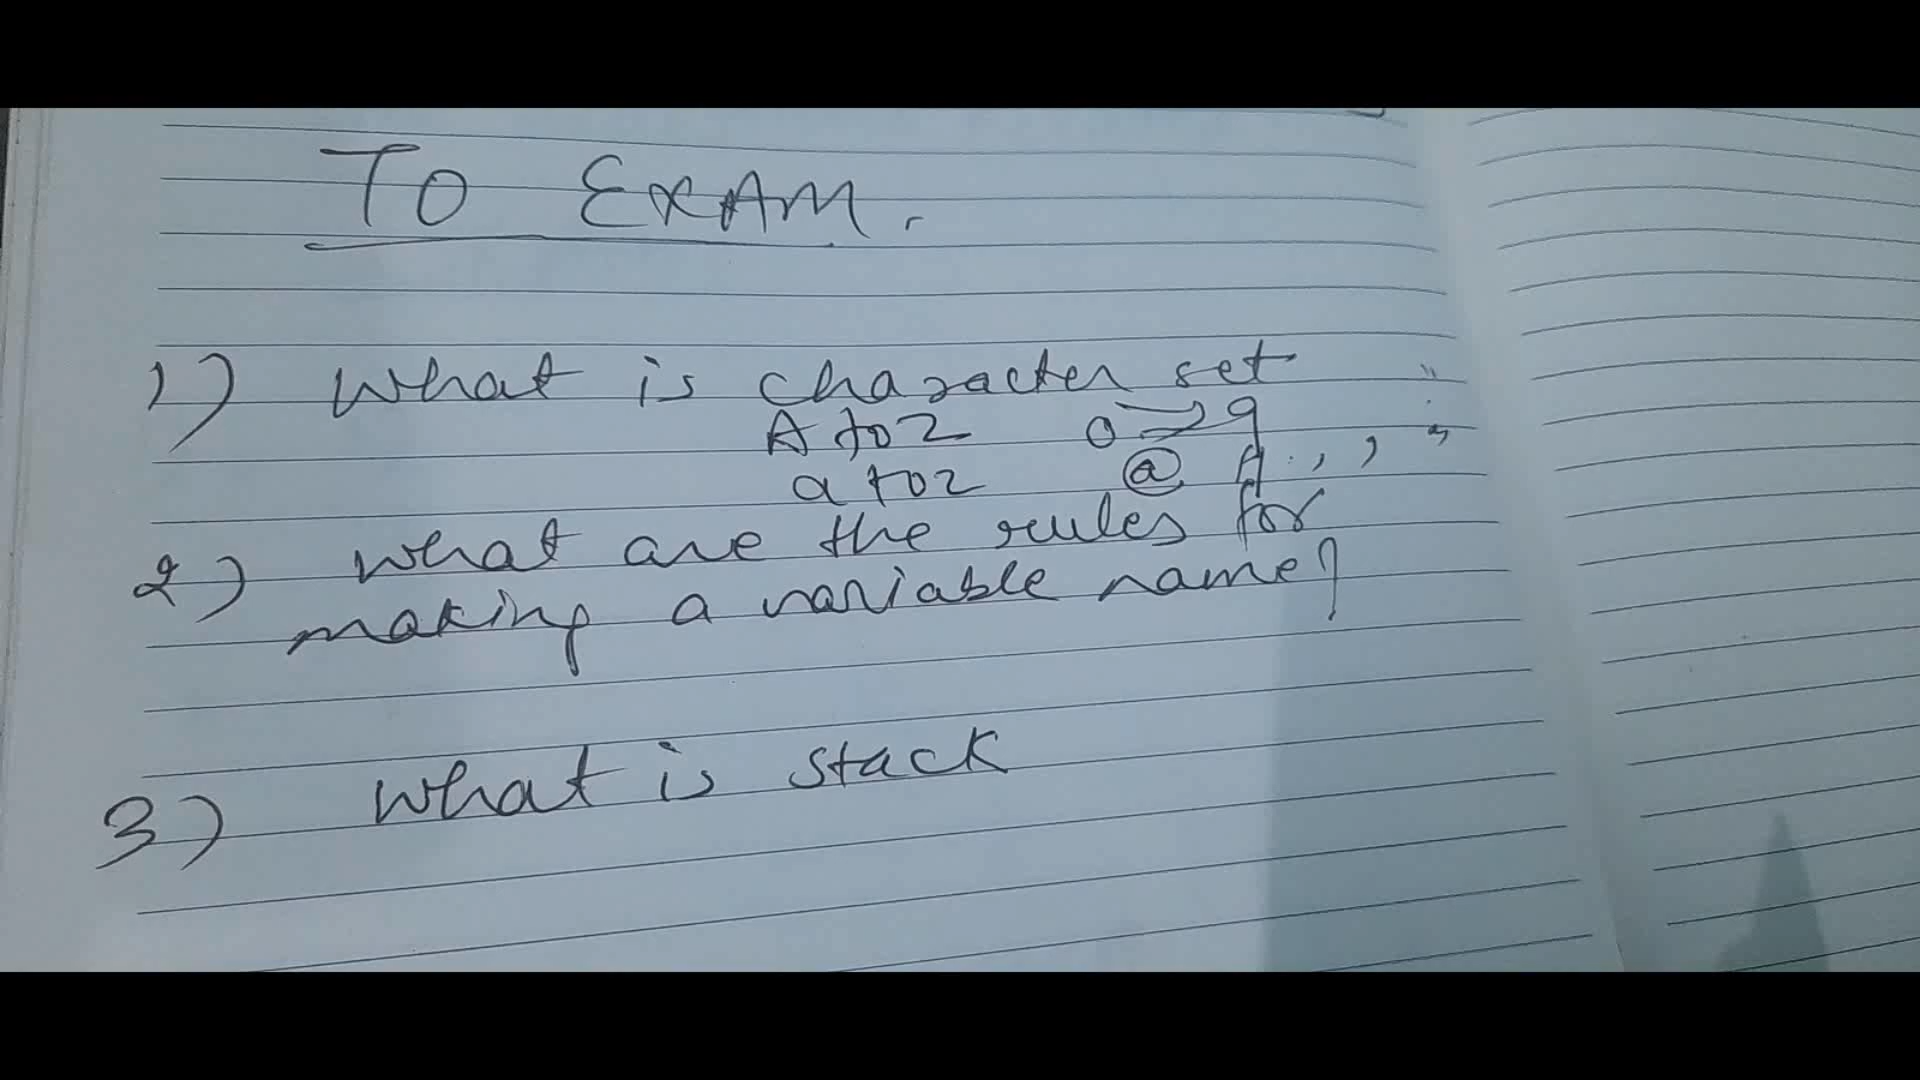 TO EXAM.
1) What is character set "
A to z 0 → 9
a to z @ . , , "
2) what are the rules for
making a variable name?
3) what is stack